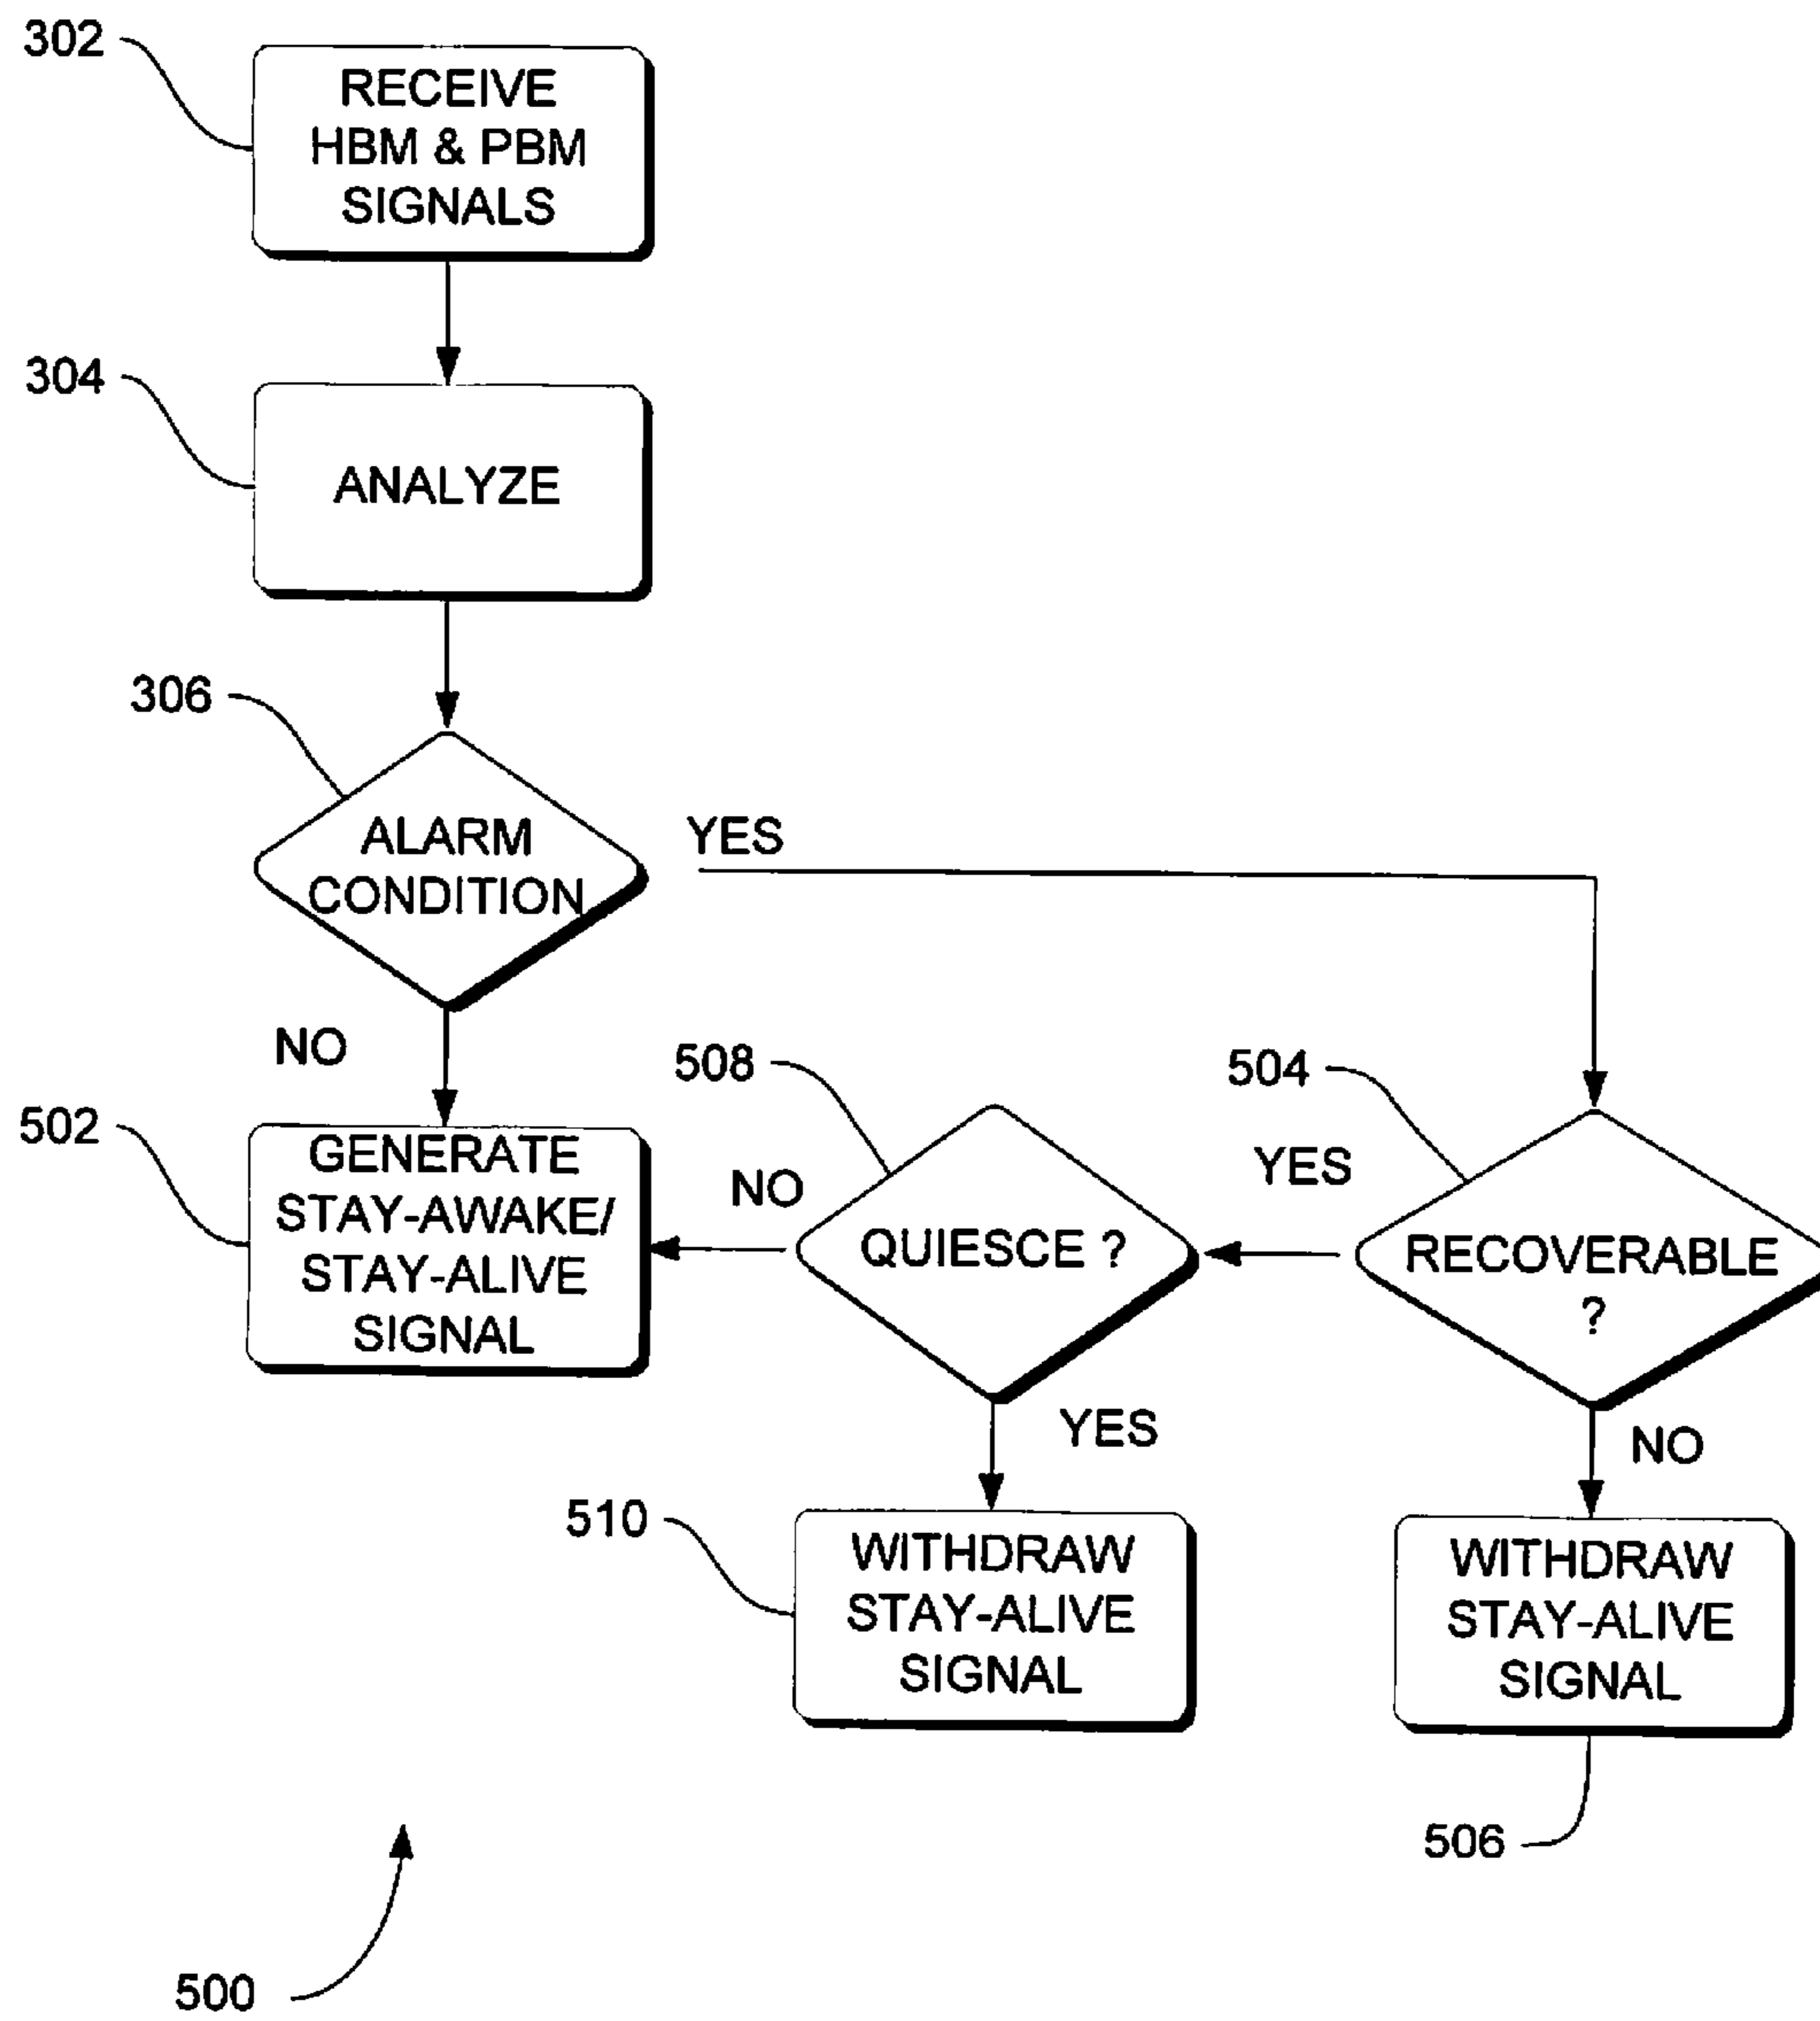 302
RECEIVE
HBM & PBM
SIGNALS
304
ANALYZE
306
ALARM
CONDITION
YES
NO
508
504
502
GENERATE
STAY-AWAKE/
STAY-ALIVE
SIGNAL
NO
QUIESCE ?
YES
RECOVERABLE
?
YES
NO
510
WITHDRAW
STAY-ALIVE
SIGNAL
WITHDRAW
STAY-ALIVE
SIGNAL
506
500